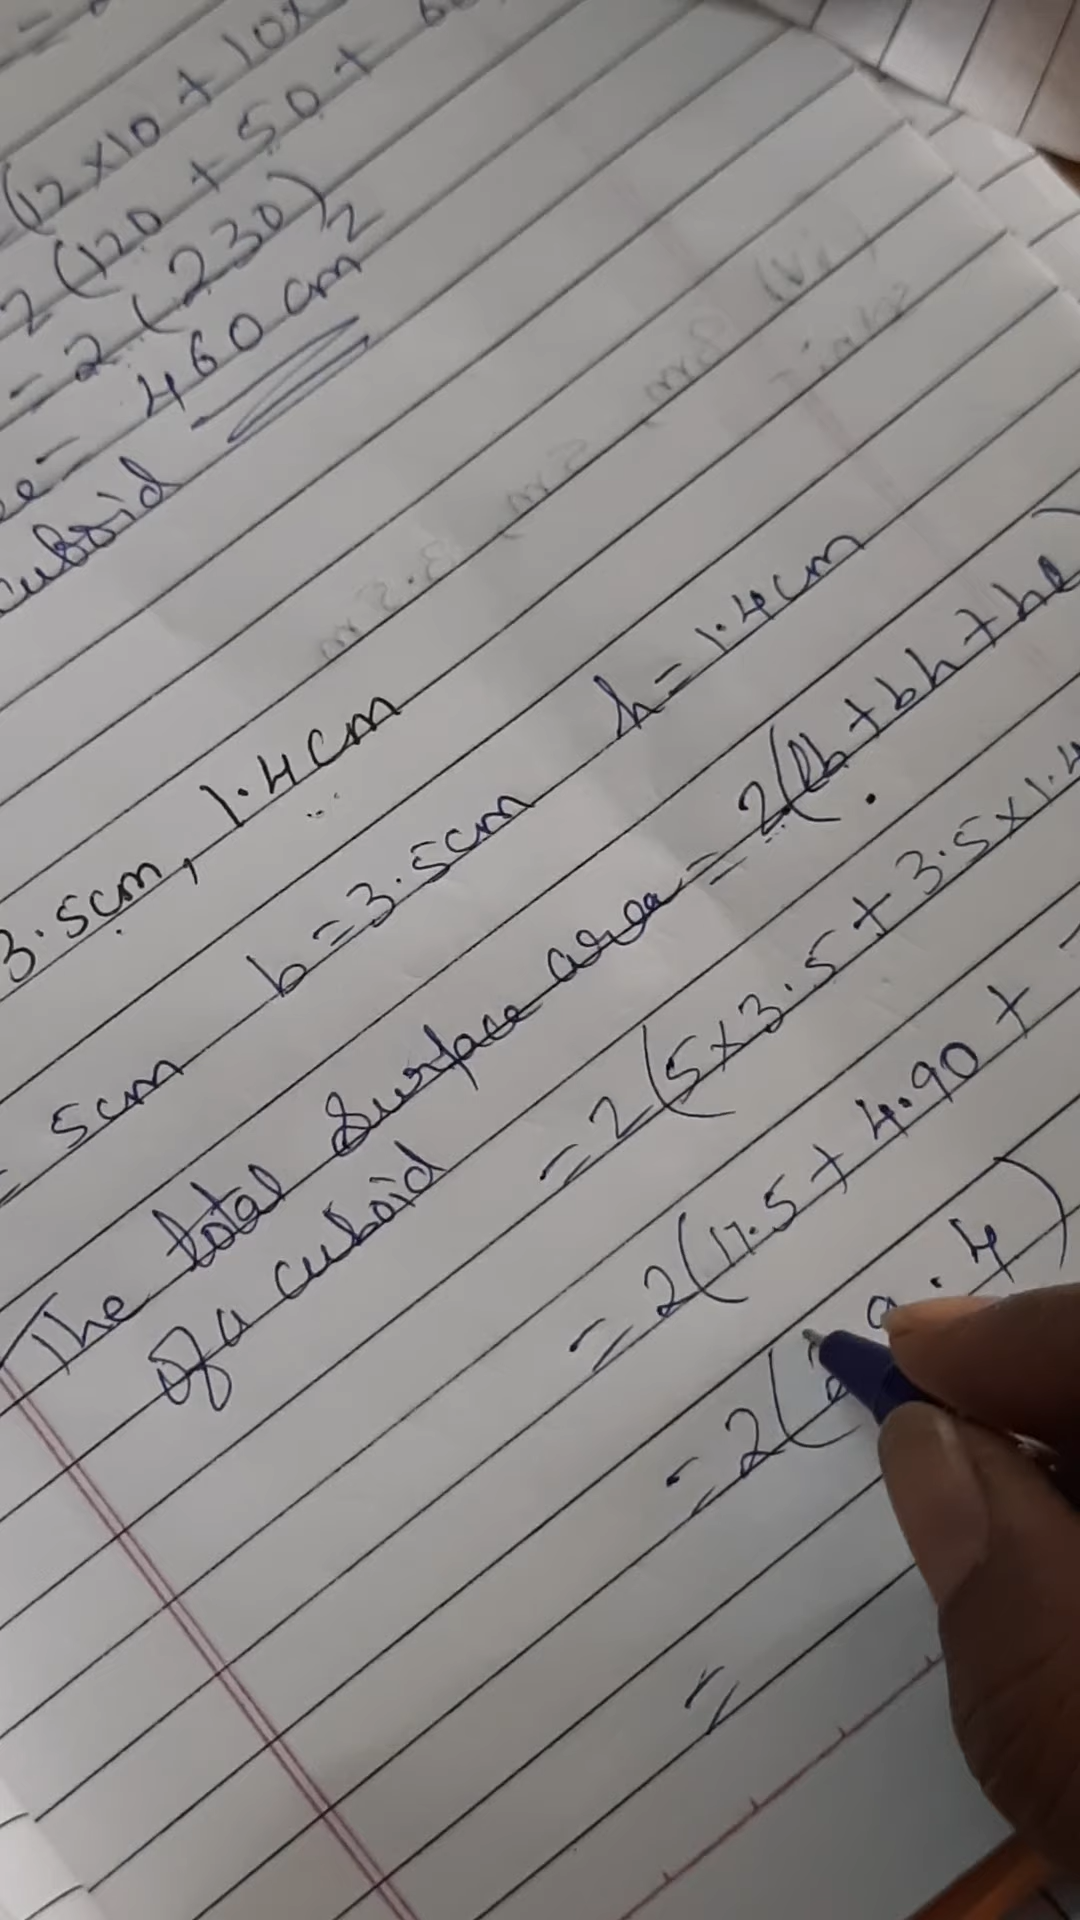 (12×10 + 10×
2(120 + 50 +
= 2(230)
460 cm²
cuboid
3.5cm, 1.4cm
5cm b=3.5cm h=1.4cm
The total surface area = 2(lb+bh+hl)
of a cuboid
=2(5×3.5+3.5×1.4
=2(17.5+4.90+
=2(29.4)
=